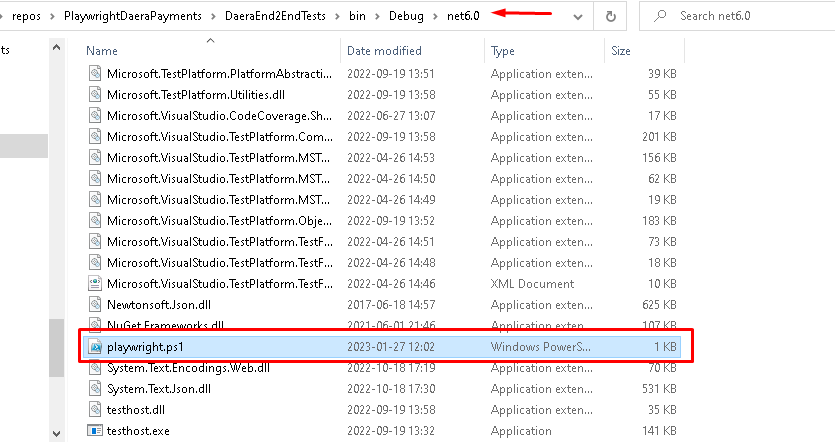 repos > PlaywrightDaeraPayments > DaeraEnd2EndTests > bin > Debug > net6.0 Search net6.0
ts
Name Date modified Type Size
Microsoft.TestPlatform.PlatformAbstracti... 2022-09-19 13:51 Application exten... 39 KB
Microsoft.TestPlatform.Utilities.dll 2022-09-19 13:58 Application exten... 55 KB
Microsoft.VisualStudio.CodeCoverage.Sh... 2022-06-27 13:07 Application exten... 17 KB
Microsoft.VisualStudio.TestPlatform.Com... 2022-09-19 13:58 Application exten... 201 KB
Microsoft.VisualStudio.TestPlatform.MST... 2022-04-26 14:53 Application exten... 156 KB
Microsoft.VisualStudio.TestPlatform.MST... 2022-04-26 14:50 Application exten... 62 KB
Microsoft.VisualStudio.TestPlatform.MST... 2022-04-26 14:49 Application exten... 19 KB
Microsoft.VisualStudio.TestPlatform.Obje... 2022-09-19 13:52 Application exten... 183 KB
Microsoft.VisualStudio.TestPlatform.TestF... 2022-04-26 14:51 Application exten... 73 KB
Microsoft.VisualStudio.TestPlatform.TestF... 2022-04-26 14:48 Application exten... 18 KB
Microsoft.VisualStudio.TestPlatform.TestF... 2022-04-26 14:46 XML Document 10 KB
Newtonsoft.Json.dll 2017-06-18 14:57 Application exten... 625 KB
NuGet.Frameworks.dll 2021-06-01 21:46 Application exten... 107 KB
playwright.ps1 2023-01-27 12:02 Windows PowerS... 1 KB
System.Text.Encodings.Web.dll 2022-10-18 17:19 Application exten... 70 KB
System.Text.Json.dll 2022-10-18 17:30 Application exten... 531 KB
testhost.dll 2022-09-19 13:58 Application exten... 35 KB
testhost.exe 2022-09-19 13:32 Application 141 KB